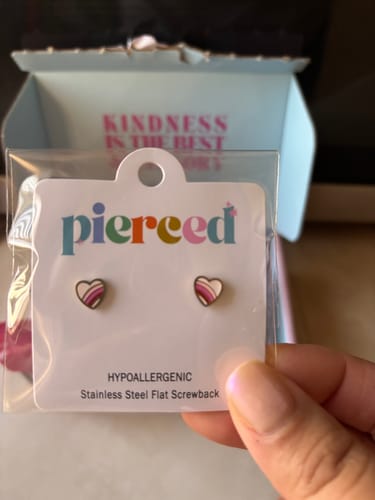 KINDNESS
IS THE BEST
pierced
HYPOALLERGENIC
Stainless Steel Flat Screwback